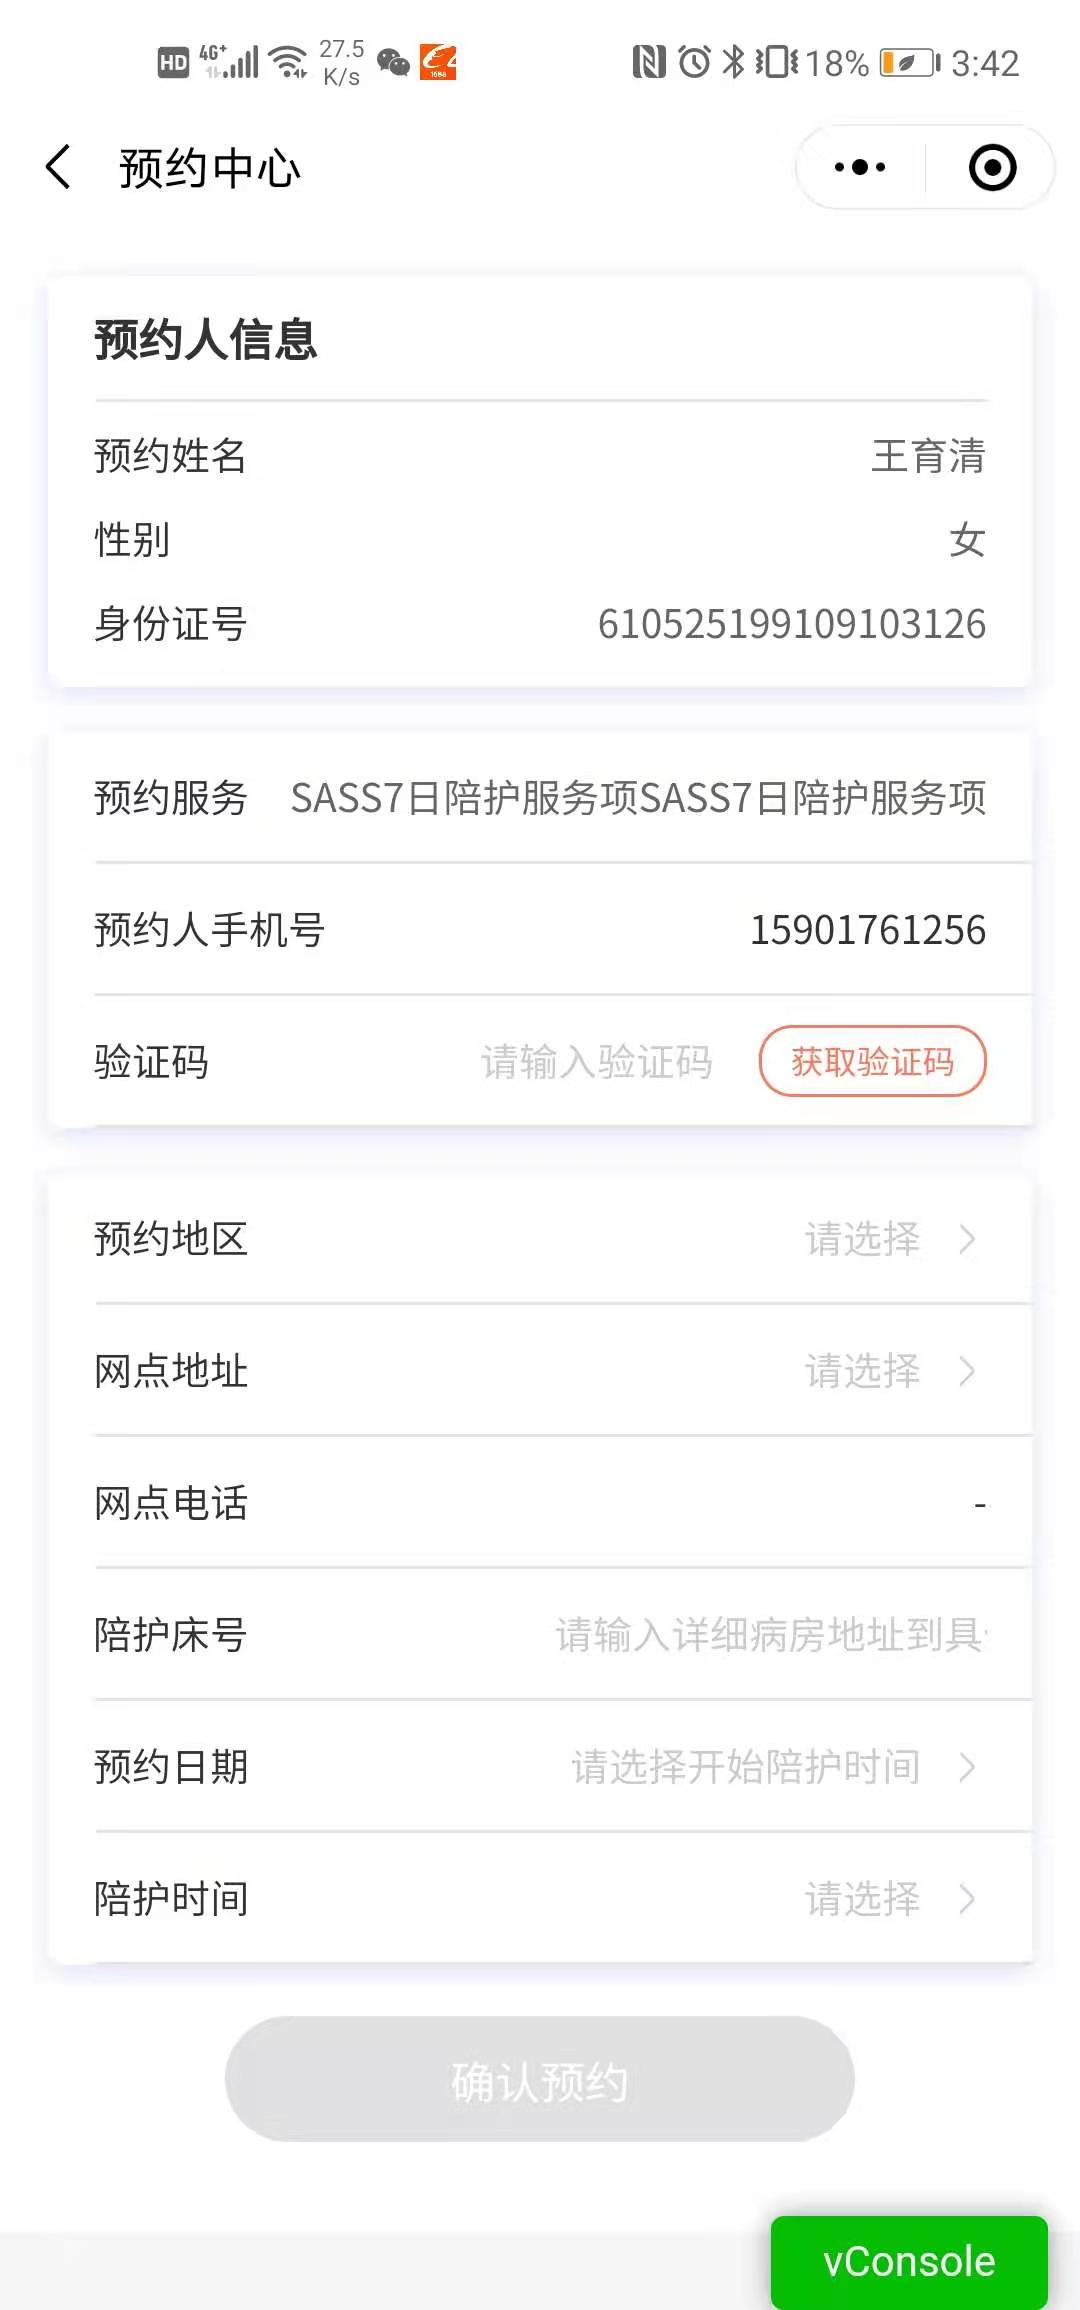 HD 4G+ 27.5 K/s 1688 18% 3:42
预约中心
预约人信息
预约姓名 王育清
性别 女
身份证号 610525199109103126
预约服务 SASS7日陪护服务项SASS7日陪护服务项
预约人手机号 15901761256
验证码 请输入验证码 获取验证码
预约地区 请选择
网点地址 请选择
网点电话 -
陪护床号 请输入详细病房地址到具
预约日期 请选择开始陪护时间
陪护时间 请选择
确认预约
vConsole